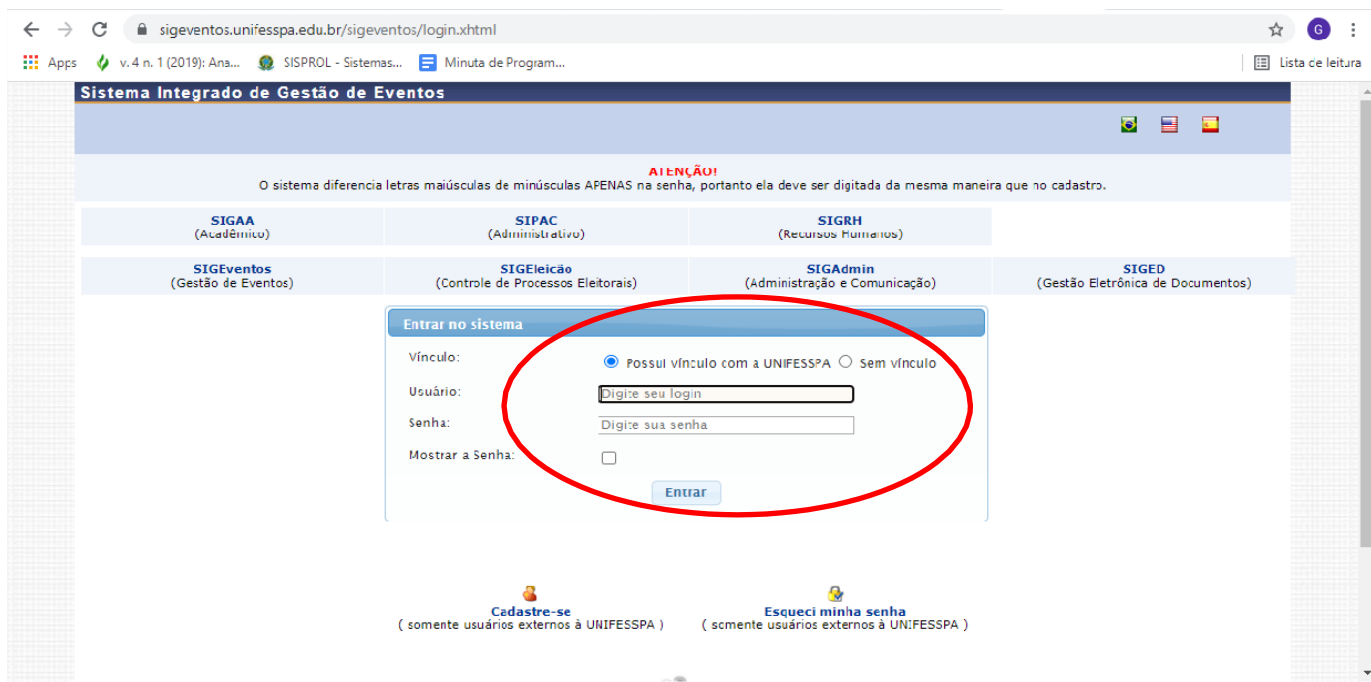 sigeventos.unifesspa.edu.br/sigeventos/login.xhtml
G
Apps v. 4 n. 1 (2019): Ana... SISPROL - Sistemas... Minuta de Program... Lista de leitura
Sistema Integrado de Gestão de Eventos
ATENÇÃO!
O sistema diferencia letras maiúsculas de minúsculas APENAS na senha, portanto ela deve ser digitada da mesma maneira que no cadastro.
SIGAA SIPAC SIGRH
(Acadêmico) (Administrativo) (Recursos Humanos)
SIGEventos SIGEleicão SIGAdmin SIGED
(Gestão de Eventos) (Controle de Processos Eleitorais) (Administração e Comunicação) (Gestão Eletrônica de Documentos)
Entrar no sistema
Vínculo: Possui vínculo com a UNIFESSPA Sem vínculo
Usuário: Digite seu login
Senha: Digite sua senha
Mostrar a Senha:
Entrar
Cadastre-se Esqueci minha senha
( somente usuários externos à UNIFESSPA ) ( somente usuários externos à UNIFESSPA )